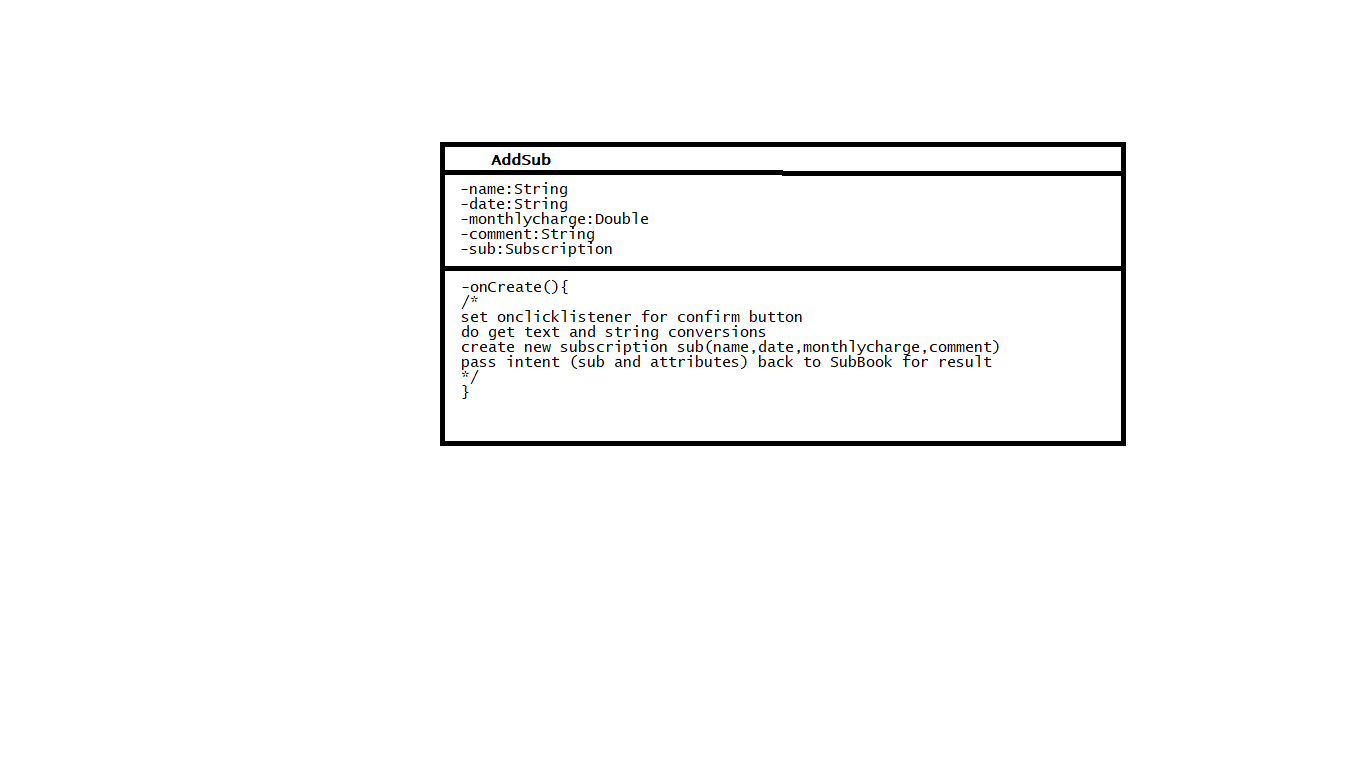 AddSub
-name:String
-date:String
-monthlycharge:Double
-comment:String
-sub:Subscription
-onCreate(){
/*
set onclicklistener for confirm button
do get text and string conversions
create new subscription sub(name,date,monthlycharge,comment)
pass intent (sub and attributes) back to SubBook for result
*/
}